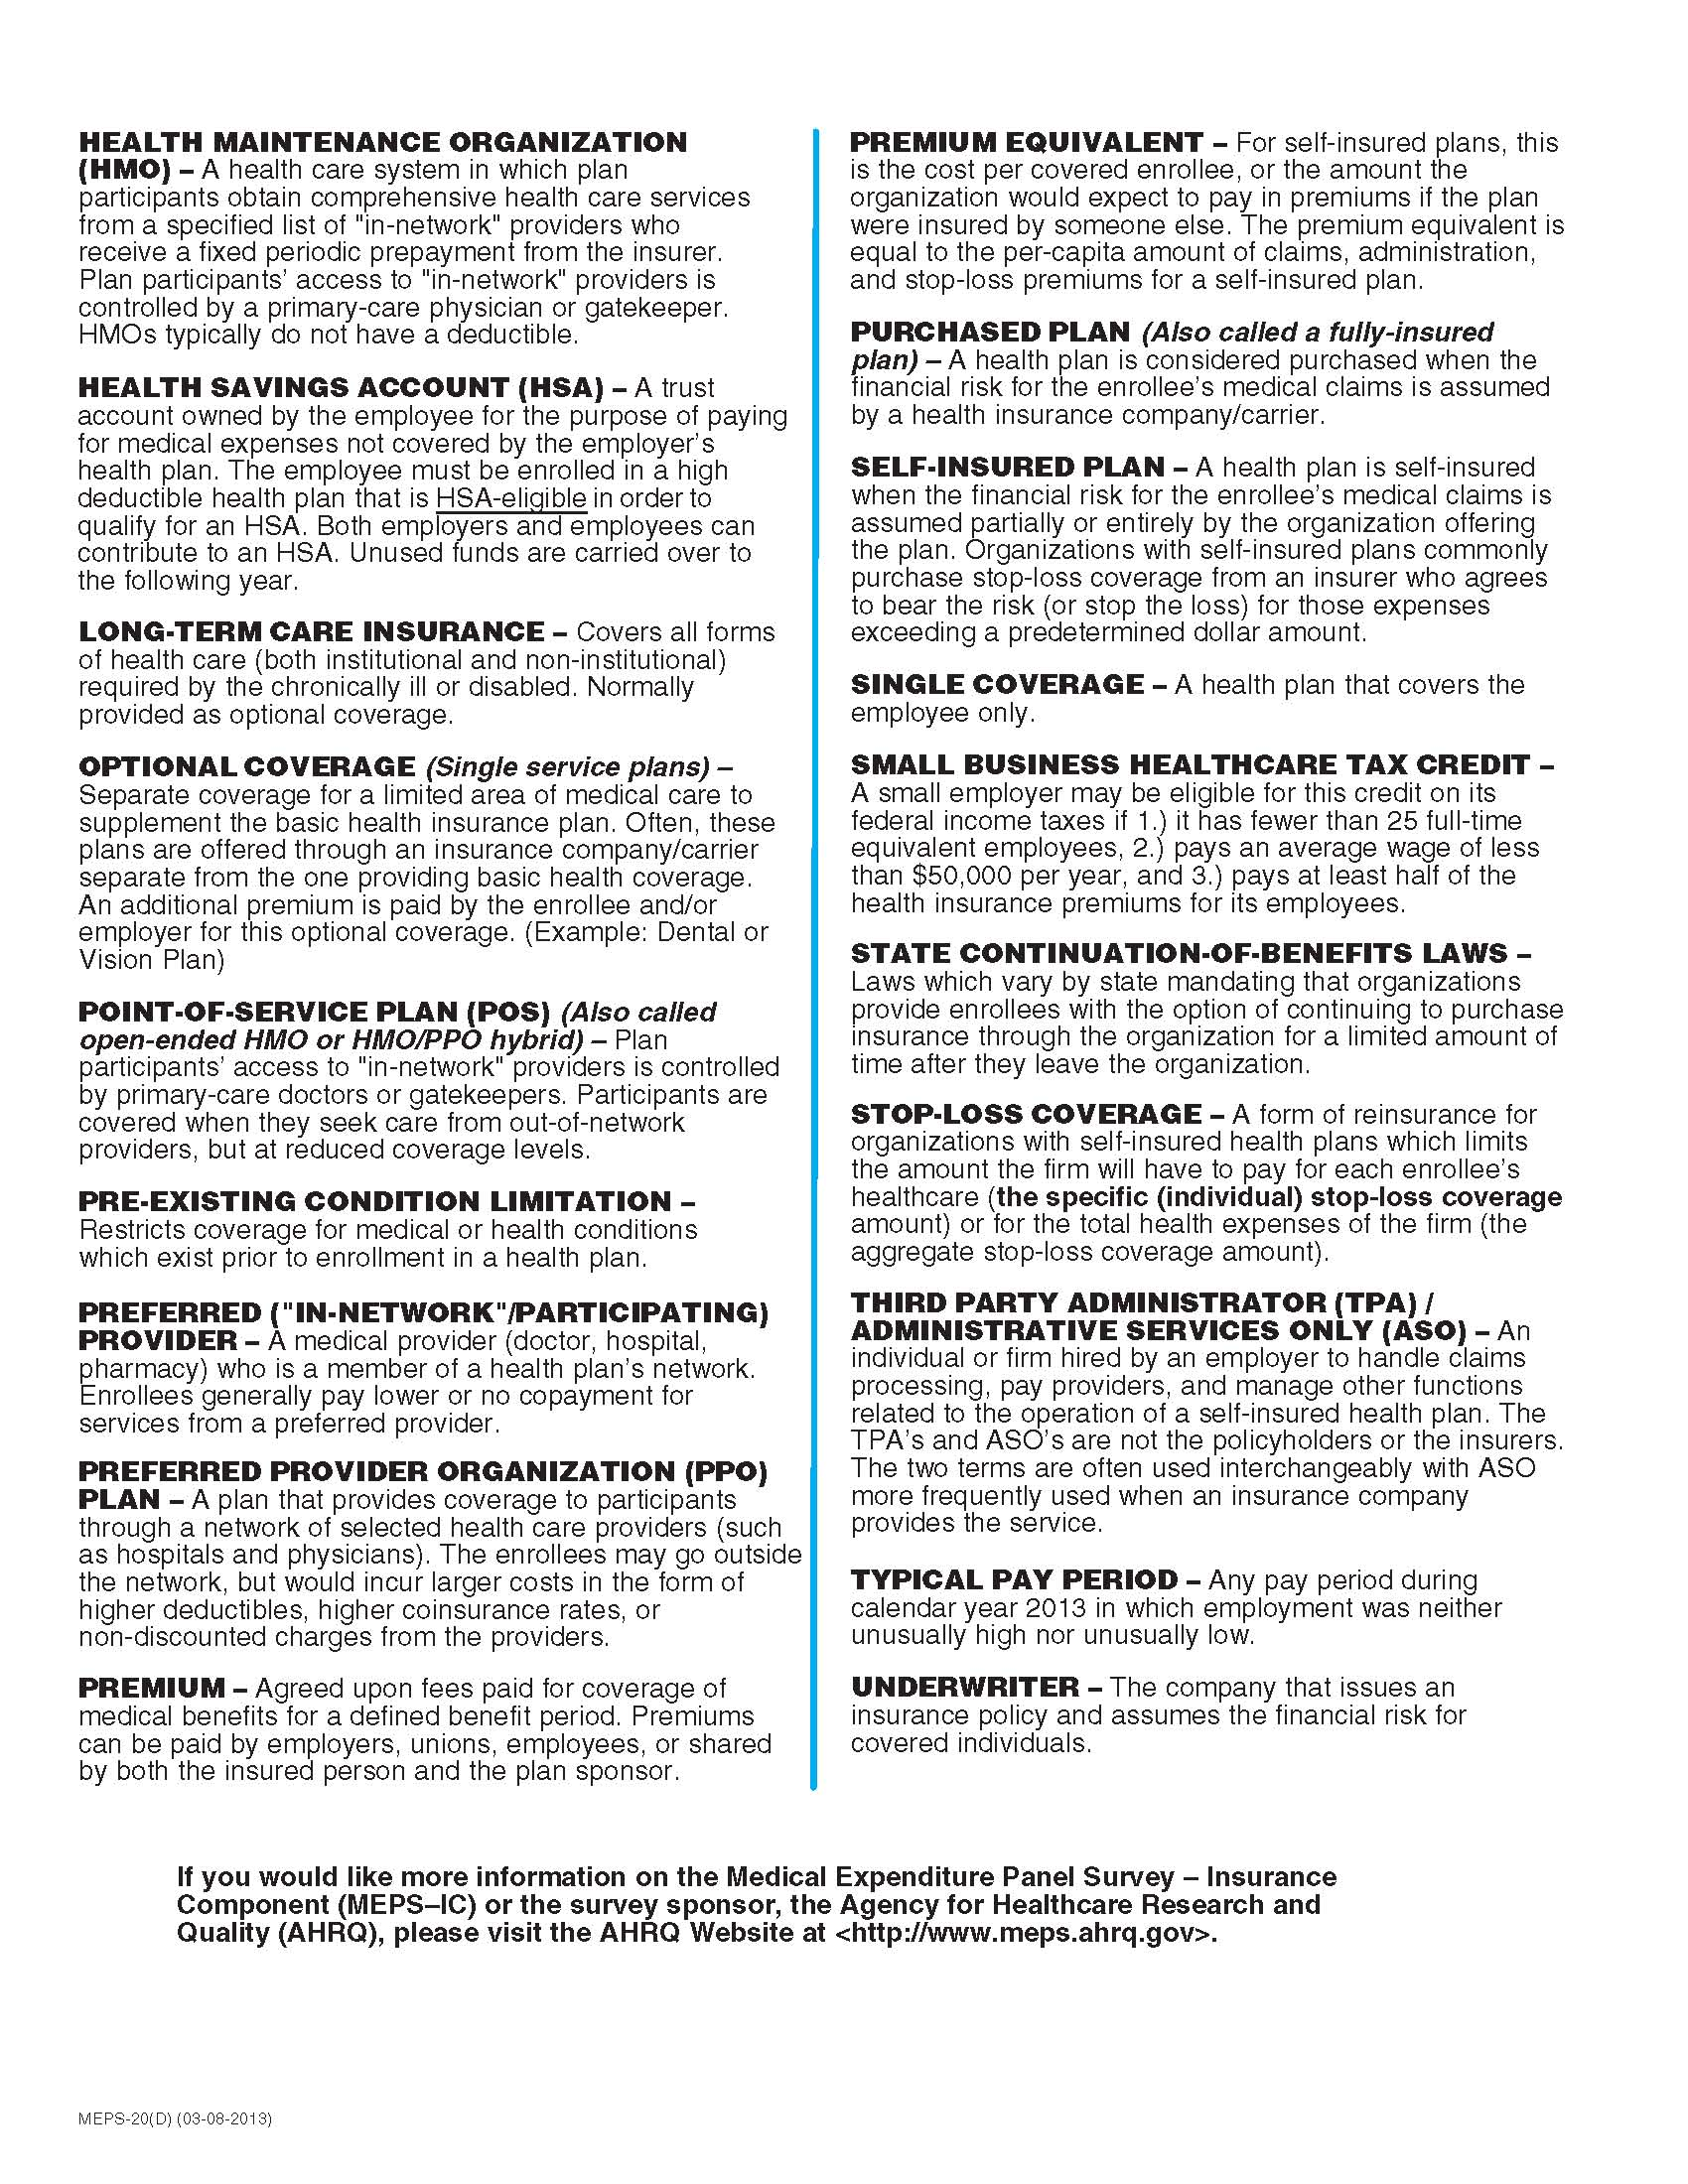 HEALTH MAINTENANCE ORGANIZATION
(HMO) – A health care system in which plan
participants obtain comprehensive health care services
from a specified list of "in-network" providers who
receive a fixed periodic prepayment from the insurer.
Plan participants’ access to "in-network" providers is
controlled by a primary-care physician or gatekeeper.
HMOs typically do not have a deductible.
HEALTH SAVINGS ACCOUNT (HSA) – A trust
account owned by the employee for the purpose of paying
for medical expenses not covered by the employer’s
health plan. The employee must be enrolled in a high
deductible health plan that is HSA-eligible in order to
qualify for an HSA. Both employers and employees can
contribute to an HSA. Unused funds are carried over to
the following year.
LONG-TERM CARE INSURANCE – Covers all forms
of health care (both institutional and non-institutional)
required by the chronically ill or disabled. Normally
provided as optional coverage.
OPTIONAL COVERAGE (Single service plans) –
Separate coverage for a limited area of medical care to
supplement the basic health insurance plan. Often, these
plans are offered through an insurance company/carrier
separate from the one providing basic health coverage.
An additional premium is paid by the enrollee and/or
employer for this optional coverage. (Example: Dental or
Vision Plan)
POINT-OF-SERVICE PLAN (POS) (Also called
open-ended HMO or HMO/PPO hybrid) – Plan
participants’ access to "in-network" providers is controlled
by primary-care doctors or gatekeepers. Participants are
covered when they seek care from out-of-network
providers, but at reduced coverage levels.
PRE-EXISTING CONDITION LIMITATION –
Restricts coverage for medical or health conditions
which exist prior to enrollment in a health plan.
PREFERRED ("IN-NETWORK"/PARTICIPATING)
PROVIDER – A medical provider (doctor, hospital,
pharmacy) who is a member of a health plan’s network.
Enrollees generally pay lower or no copayment for
services from a preferred provider.
PREFERRED PROVIDER ORGANIZATION (PPO)
PLAN – A plan that provides coverage to participants
through a network of selected health care providers (such
as hospitals and physicians). The enrollees may go outside
the network, but would incur larger costs in the form of
higher deductibles, higher coinsurance rates, or
non-discounted charges from the providers.
PREMIUM – Agreed upon fees paid for coverage of
medical benefits for a defined benefit period. Premiums
can be paid by employers, unions, employees, or shared
by both the insured person and the plan sponsor.
PREMIUM EQUIVALENT – For self-insured plans, this
is the cost per covered enrollee, or the amount the
organization would expect to pay in premiums if the plan
were insured by someone else. The premium equivalent is
equal to the per-capita amount of claims, administration,
and stop-loss premiums for a self-insured plan.
PURCHASED PLAN (Also called a fully-insured
plan) – A health plan is considered purchased when the
financial risk for the enrollee’s medical claims is assumed
by a health insurance company/carrier.
SELF-INSURED PLAN – A health plan is self-insured
when the financial risk for the enrollee’s medical claims is
assumed partially or entirely by the organization offering
the plan. Organizations with self-insured plans commonly
purchase stop-loss coverage from an insurer who agrees
to bear the risk (or stop the loss) for those expenses
exceeding a predetermined dollar amount.
SINGLE COVERAGE – A health plan that covers the
employee only.
SMALL BUSINESS HEALTHCARE TAX CREDIT –
A small employer may be eligible for this credit on its
federal income taxes if 1.) it has fewer than 25 full-time
equivalent employees, 2.) pays an average wage of less
than $50,000 per year, and 3.) pays at least half of the
health insurance premiums for its employees.
STATE CONTINUATION-OF-BENEFITS LAWS –
Laws which vary by state mandating that organizations
provide enrollees with the option of continuing to purchase
insurance through the organization for a limited amount of
time after they leave the organization.
STOP-LOSS COVERAGE – A form of reinsurance for
organizations with self-insured health plans which limits
the amount the firm will have to pay for each enrollee’s
healthcare (the specific (individual) stop-loss coverage
amount) or for the total health expenses of the firm (the
aggregate stop-loss coverage amount).
THIRD PARTY ADMINISTRATOR (TPA) /
ADMINISTRATIVE SERVICES ONLY (ASO) – An
individual or firm hired by an employer to handle claims
processing, pay providers, and manage other functions
related to the operation of a self-insured health plan. The
TPA’s and ASO’s are not the policyholders or the insurers.
The two terms are often used interchangeably with ASO
more frequently used when an insurance company
provides the service.
TYPICAL PAY PERIOD – Any pay period during
calendar year 2013 in which employment was neither
unusually high nor unusually low.
UNDERWRITER – The company that issues an
insurance policy and assumes the financial risk for
covered individuals.
If you would like more information on the Medical Expenditure Panel Survey – Insurance
Component (MEPS–IC) or the survey sponsor, the Agency for Healthcare Research and
Quality (AHRQ), please visit the AHRQ Website at <http://www.meps.ahrq.gov>.
MEPS-20(D) (03-08-2013)